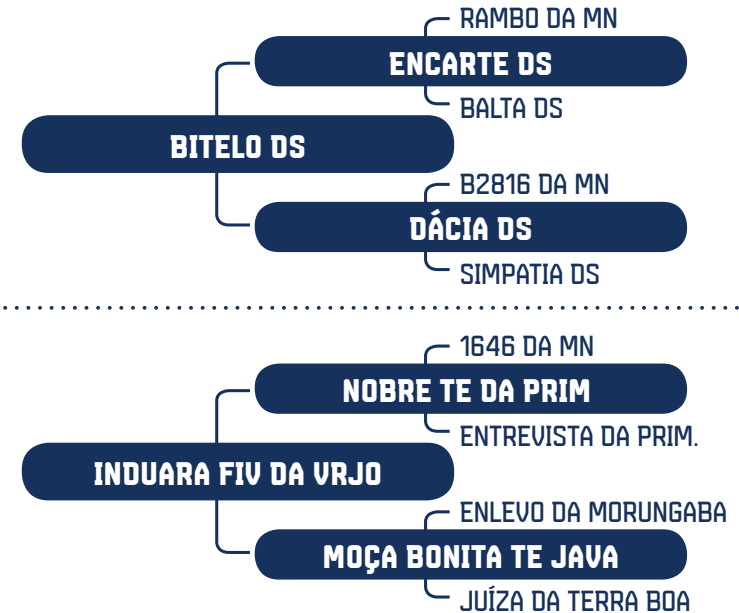 RAMBO DA MN
ENCARTE DS
BALTA DS
BITELO DS
B2816 DA MN
DÁCIA DS
SIMPATIA DS
1646 DA MN
NOBRE TE DA PRIM
ENTREVISTA DA PRIM.
INDUARA FIV DA VRJO
ENLEVO DA MORUNGABA
MOÇA BONITA TE JAVA
JUÍZA DA TERRA BOA